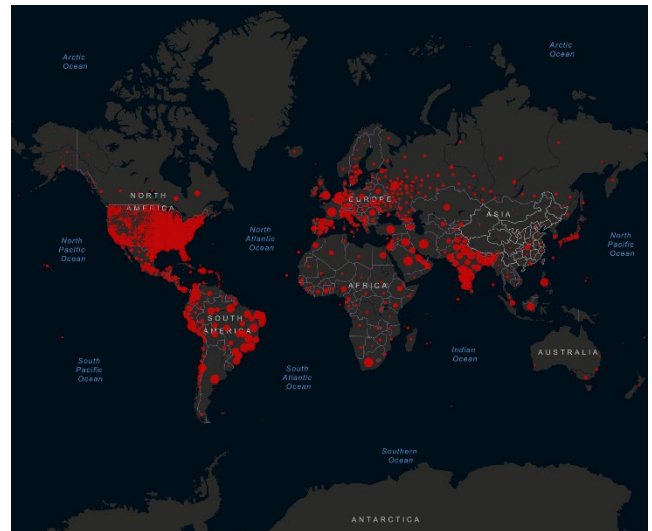 Arctic
Ocean
Arctic
Ocean
NORTH
AMERICA
EUROPE
ASIA
North
Pacific
Ocean
North
Atlantic
Ocean
North
Pacific
Ocean
AFRICA
SOUTH
AMERICA
Indian
Ocean
AUSTRALIA
South
Pacific
Ocean
South
Atlantic
Ocean
Southern
Ocean
ANTARCTICA